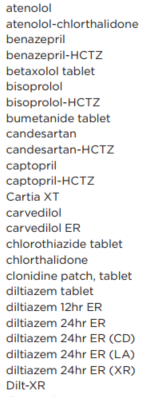 atenolol
atenolol-chlorthalidone
benazepril
benazepril-HCTZ
betaxolol tablet
bisoprolol
bisoprolol-HCTZ
bumetanide tablet
candesartan
candesartan-HCTZ
captopril
captopril-HCTZ
Cartia XT
carvedilol
carvedilol ER
chlorothiazide tablet
chlorthalidone
clonidine patch, tablet
diltiazem tablet
diltiazem 12hr ER
diltiazem 24hr ER
diltiazem 24hr ER (CD)
diltiazem 24hr ER (LA)
diltiazem 24hr ER (XR)
Dilt-XR